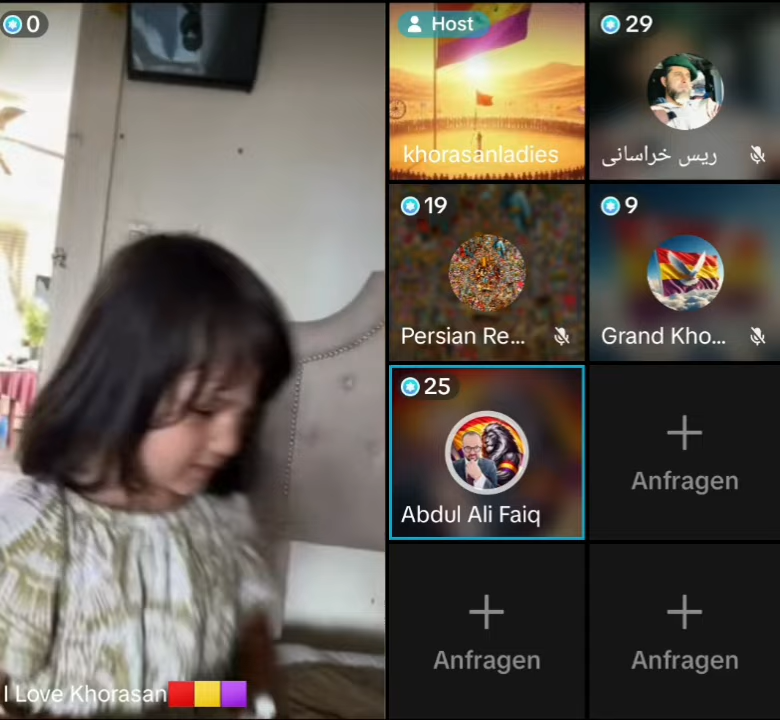 0
I Love Khorasan
Host
khorasanladies
29
ریس خراسانی
19
Persian Re...
9
Grand Kho...
25
Abdul Ali Faiq
Anfragen
Anfragen
Anfragen